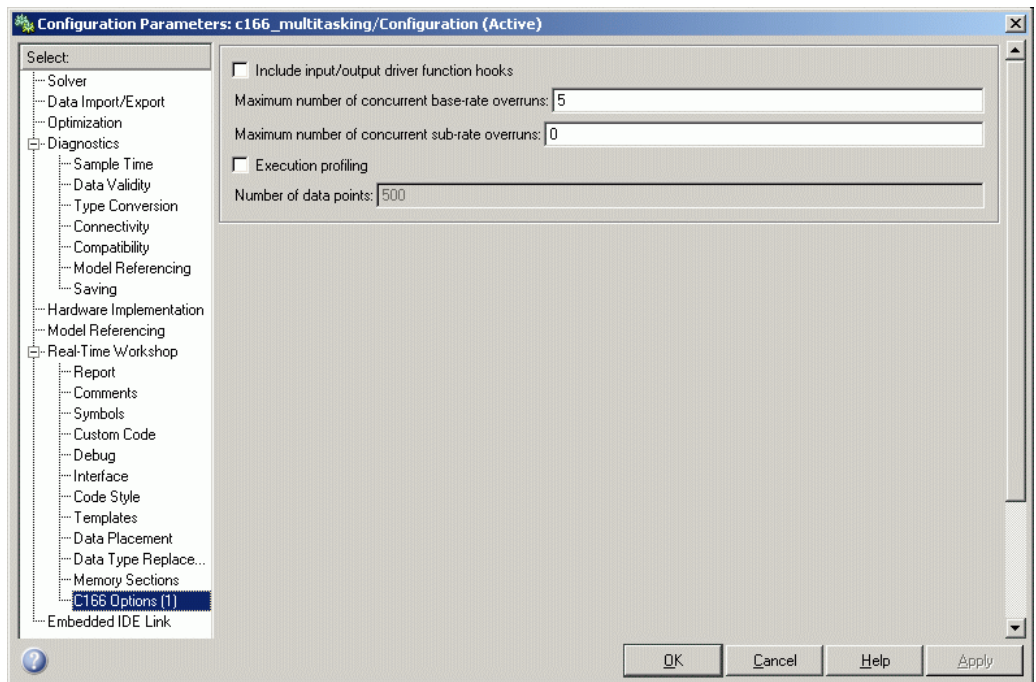 Configuration Parameters: c166_multitasking/Configuration (Active)
Select:
Solver
Data Import/Export
Optimization
Diagnostics
Sample Time
Data Validity
Type Conversion
Connectivity
Compatibility
Model Referencing
Saving
Hardware Implementation
Model Referencing
Real-Time Workshop
Report
Comments
Symbols
Custom Code
Debug
Interface
Code Style
Templates
Data Placement
Data Type Replace...
Memory Sections
C166 Options (1)
Embedded IDE Link
Include input/output driver function hooks
Maximum number of concurrent base-rate overruns: 5
Maximum number of concurrent sub-rate overruns: 0
Execution profiling
Number of data points: 500
OK Cancel Help Apply